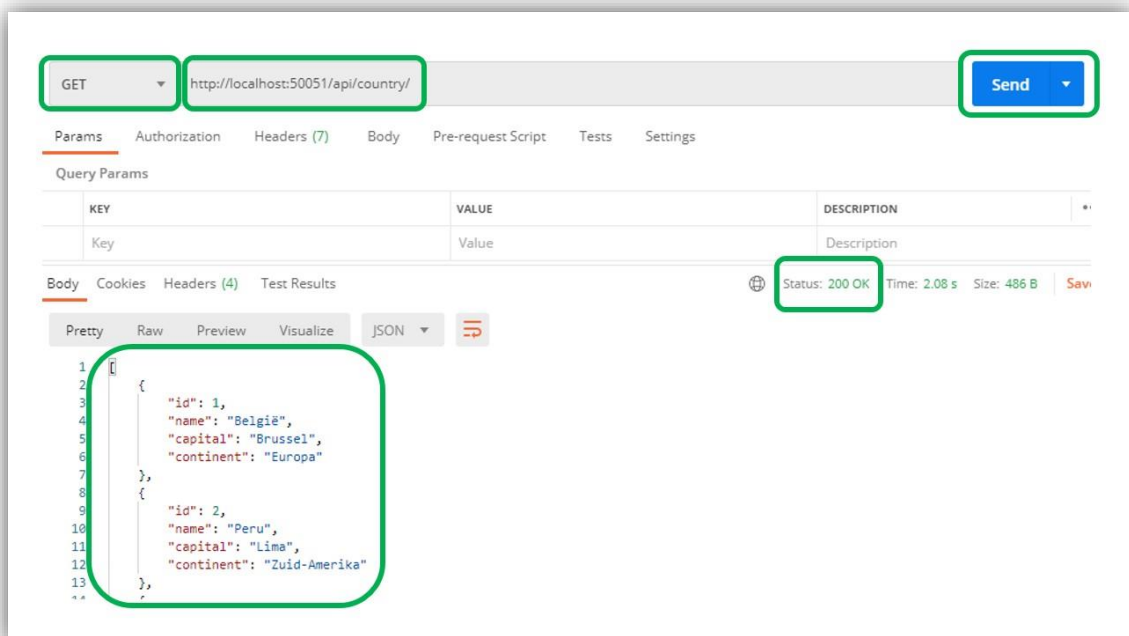 GET http://localhost:50051/api/country/ Send
Params Authorization Headers (7) Body Pre-request Script Tests Settings
Query Params
KEY VALUE DESCRIPTION
Key Value Description
Body Cookies Headers (4) Test Results Status: 200 OK Time: 2.08 s Size: 486 B
Pretty Raw Preview Visualize JSON
1 [
2 {
3 "id": 1,
4 "name": "België",
5 "capital": "Brussel",
6 "continent": "Europa"
7 },
8 {
9 "id": 2,
10 "name": "Peru",
11 "capital": "Lima",
12 "continent": "Zuid-Amerika"
13 },